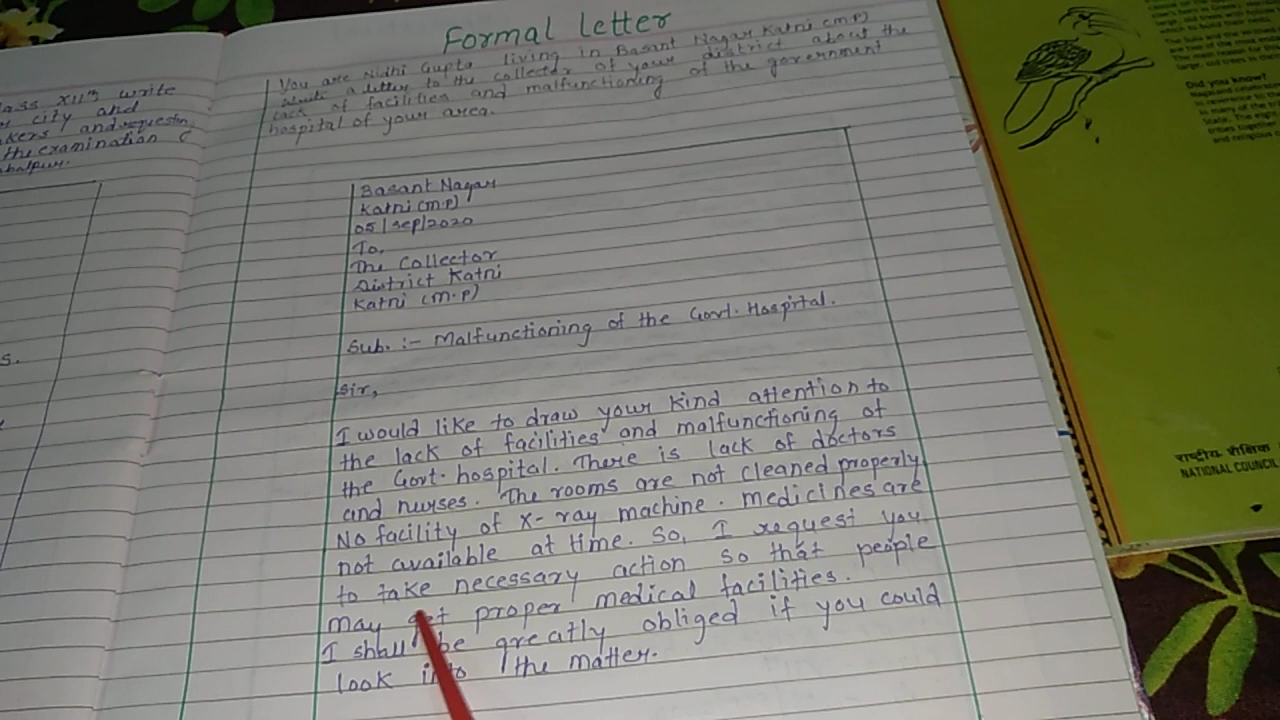 Formal letter
You are Nidhi Gupta living in Basant Nagar Katni (M.P)
write a letter to the collector of your district about the
lack of facilities and malfunctioning of the government
hospital of your area.
Basant Nagar
Katni (M.P)
05/Sep/2020
To,
The Collector
District Katni
Katni (M.P)
Sub. :- Malfunctioning of the Govt. Hospital.
Sir,
I would like to draw your kind attention to
the lack of facilities and malfunctioning of
the Govt. hospital. There is lack of doctors
and nurses. The rooms are not cleaned properly.
No facility of X-ray machine. medicines are
not available at time. So, I request you
to take necessary action so that people
may get proper medical facilities.
I shall be greatly obliged if you could
look into the matter.
XIIth write
city and
and
the examination
Did you know?
राष्ट्रीय शैक्षिक
NATIONAL COUNCIL